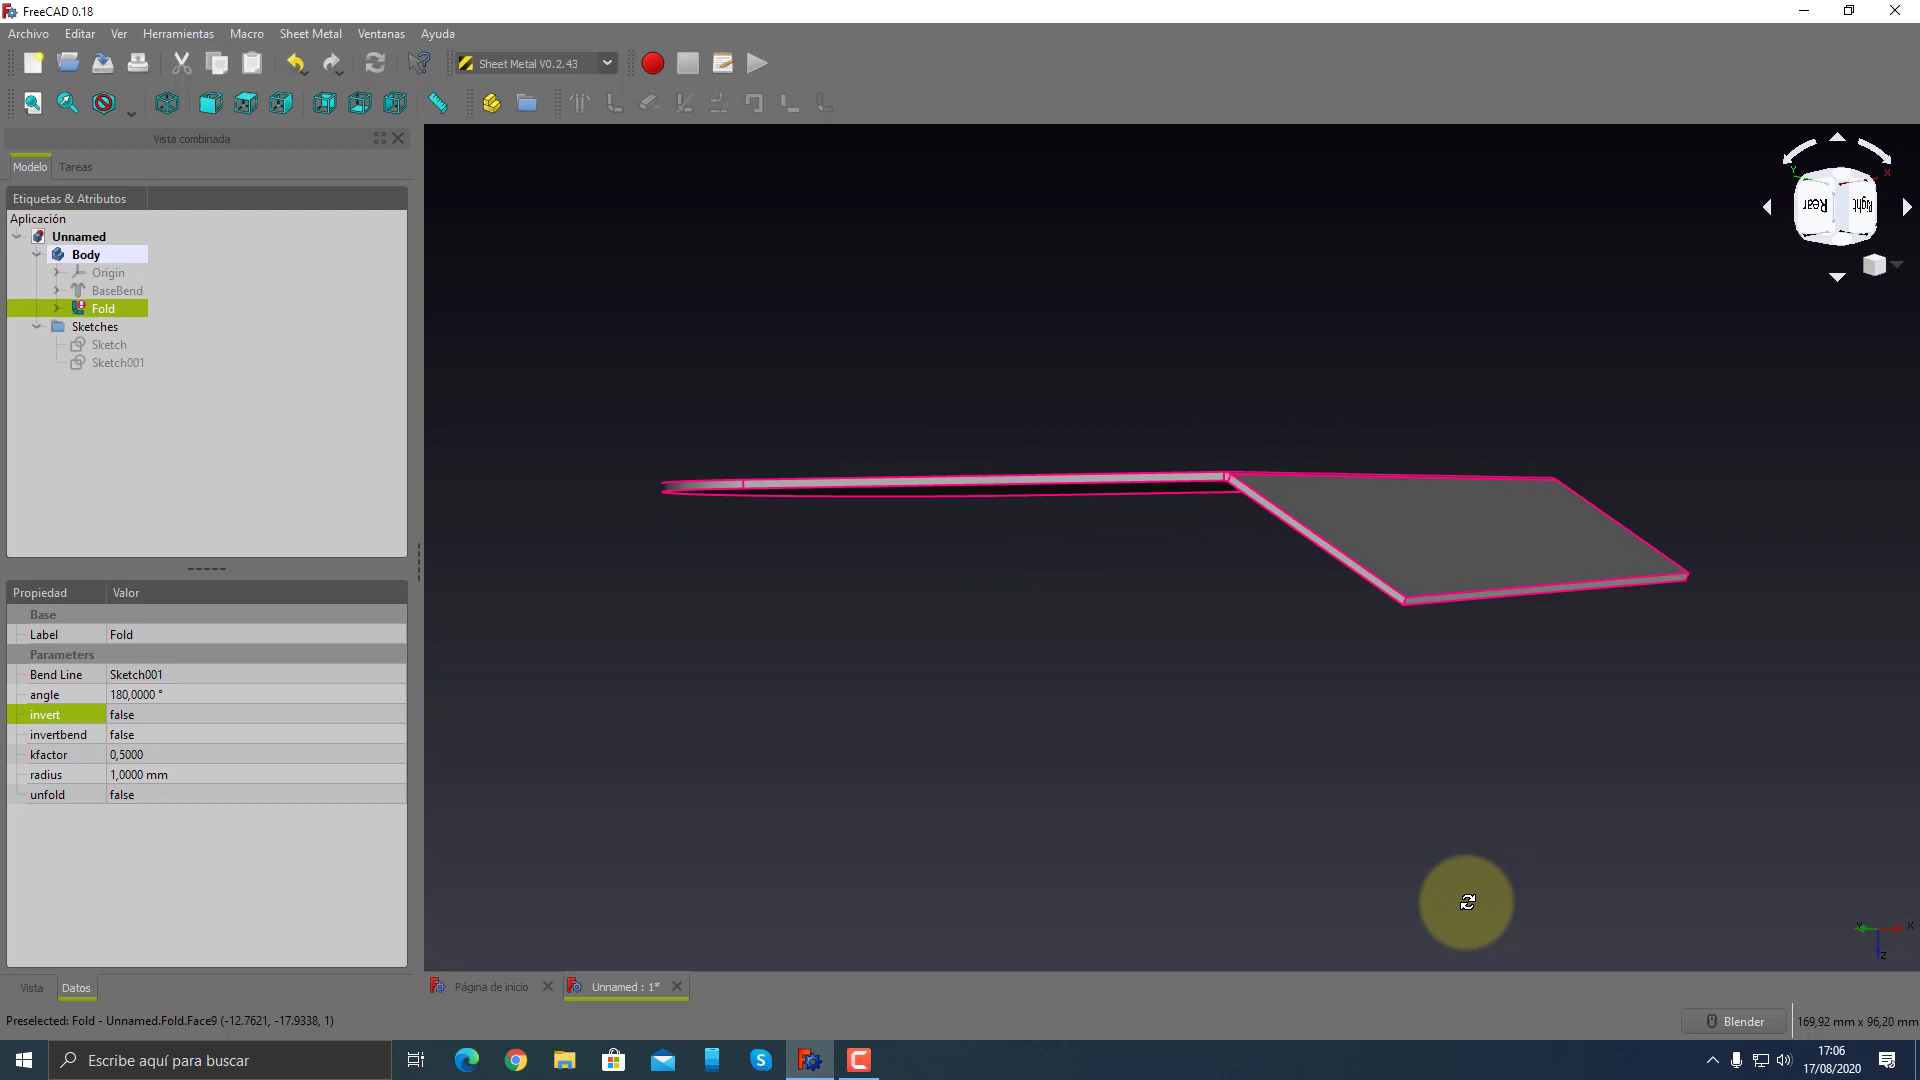 FreeCAD 0.18
Archivo Editar Ver Herramientas Macro Sheet Metal Ventanas Ayuda
Sheet Metal V0.2.43
Vista combinada
Modelo Tareas
Etiquetas & Atributos
Aplicación
Unnamed
Body
Origin
BaseBend
Fold
Sketches
Sketch
Sketch001
Propiedad Valor
Base
Label Fold
Parameters
Bend Line Sketch001
angle 180,0000 °
invert false
invertbend false
kfactor 0,5000
radius 1,0000 mm
unfold false
Vista Datos
Y X
Rear Right
Y X
Z
Página de inicio Unnamed : 1*
Preselected: Fold - Unnamed.Fold.Face9 (-12.7621, -17.9338, 1)
Blender 169,92 mm x 96,20 mm
Escribe aquí para buscar
17:06
17/08/2020